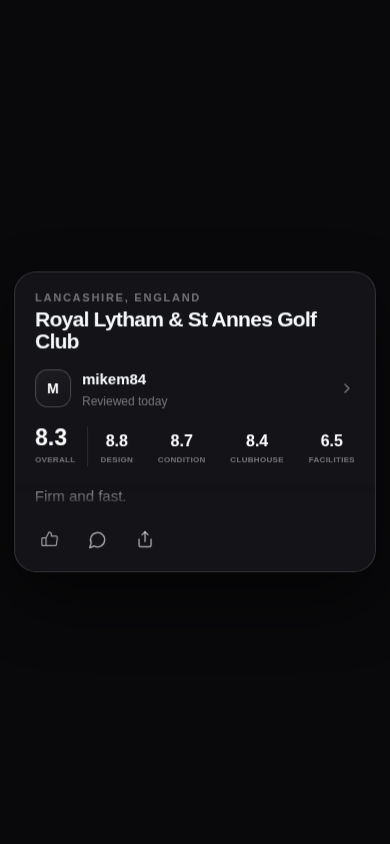 LANCASHIRE, ENGLAND
Royal Lytham & St Annes Golf
Club
M
mikem84
Reviewed today
8.3 8.8 8.7 8.4 6.5
OVERALL DESIGN CONDITION CLUBHOUSE FACILITIES
Firm and fast.